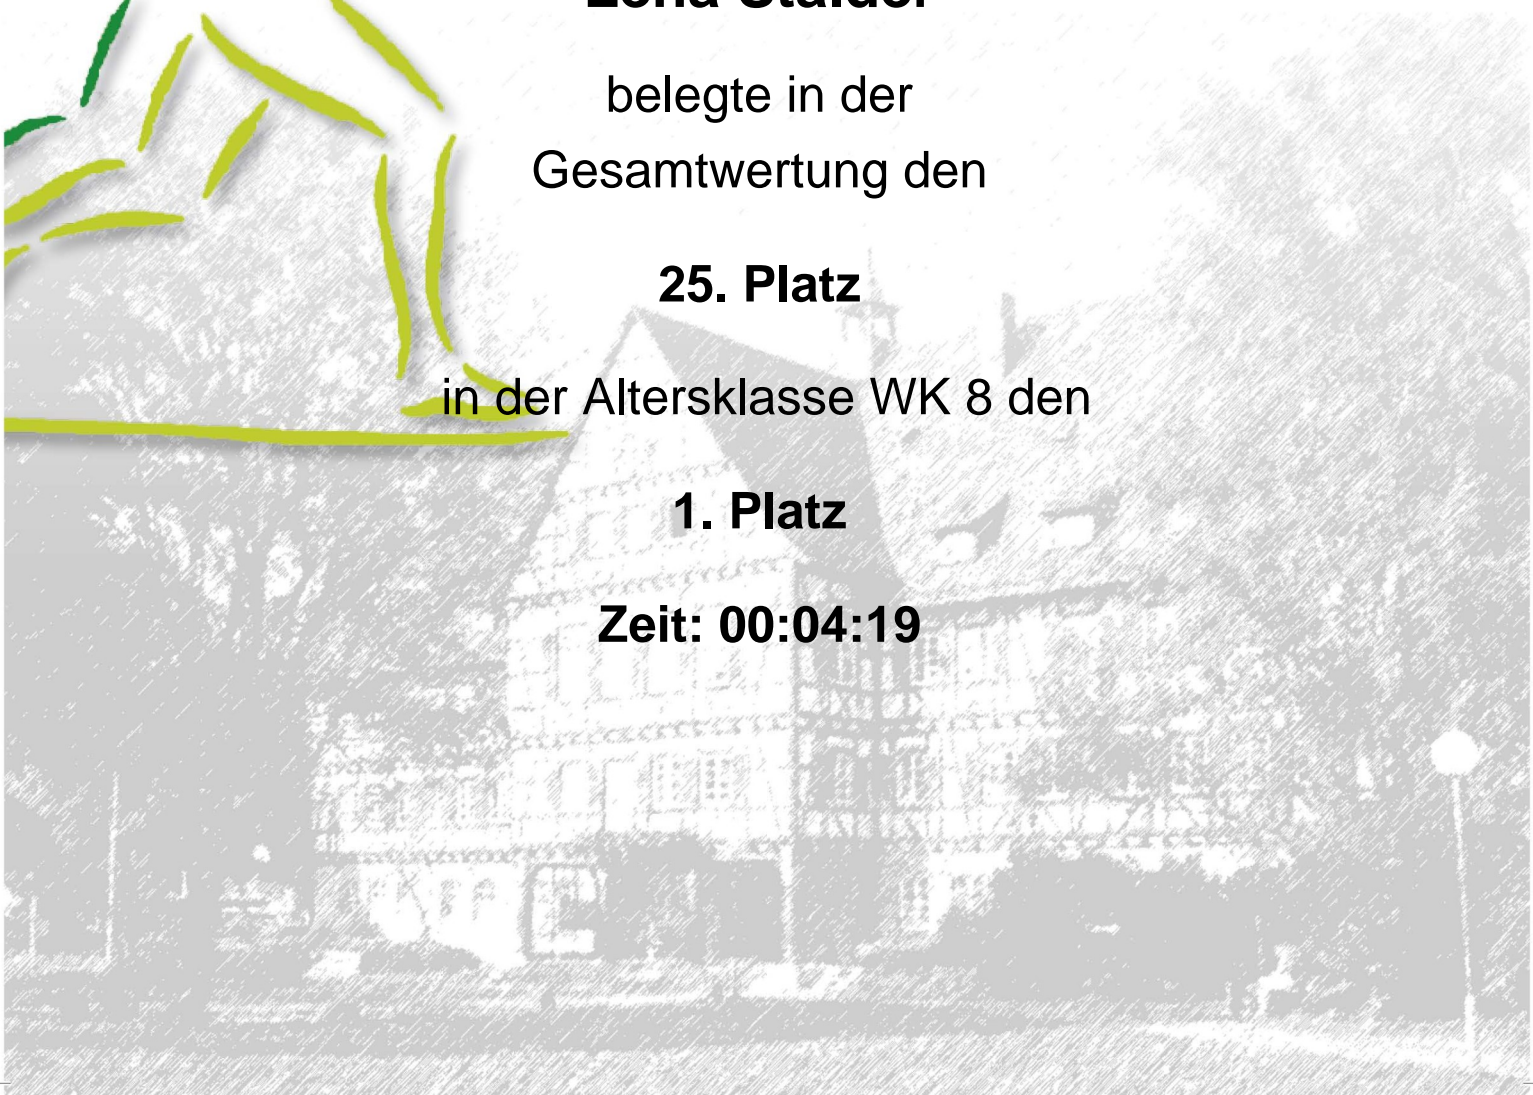 belegte in der
Gesamtwertung den
25. Platz
in der Altersklasse WK 8 den
1. Platz
Zeit: 00:04:19